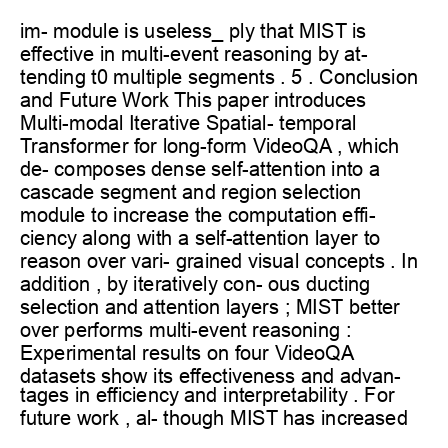 im- module is useless_ ply that MIST is
effective in multi-event reasoning by at-
tending t0 multiple segments . 5 . Conclusion
and Future Work This paper introduces
Multi-modal Iterative Spatial- temporal
Transformer for long-form VideoQA , which
de- composes dense self-attention into a
cascade segment and region selection
module to increase the computation effi-
ciency along with a self-attention layer to
reason over vari- grained visual concepts . In
addition , by iteratively con- ous ducting
selection and attention layers ; MIST better
over performs multi-event reasoning :
Experimental results on four VideoQA
datasets show its effectiveness and advan-
tages in efficiency and interpretability . For
future work , al- though MIST has increased